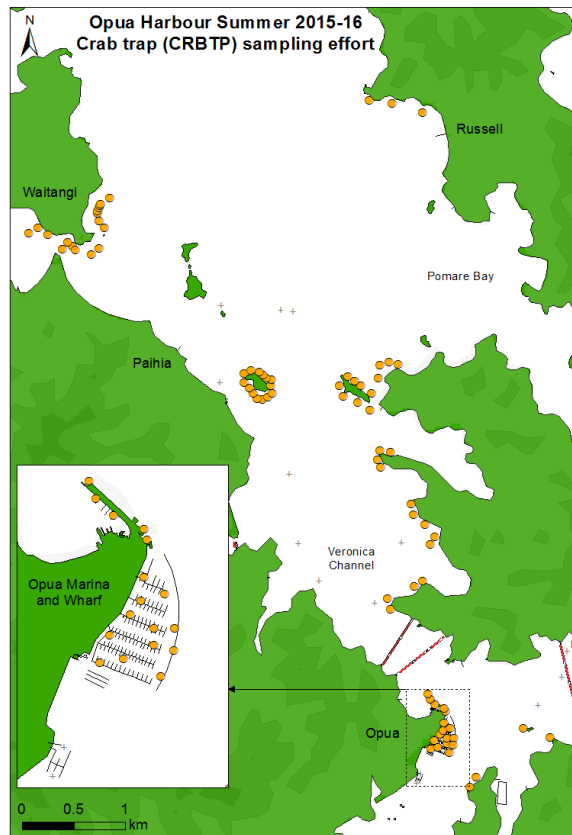 N
Opua Harbour Summer 2015-16
Crab trap (CRBTP) sampling effort
Russell
Waitangi
Pomare Bay
Paihia
Veronica
Channel
Opua Marina
and Wharf
Opua
0 0.5 1
km